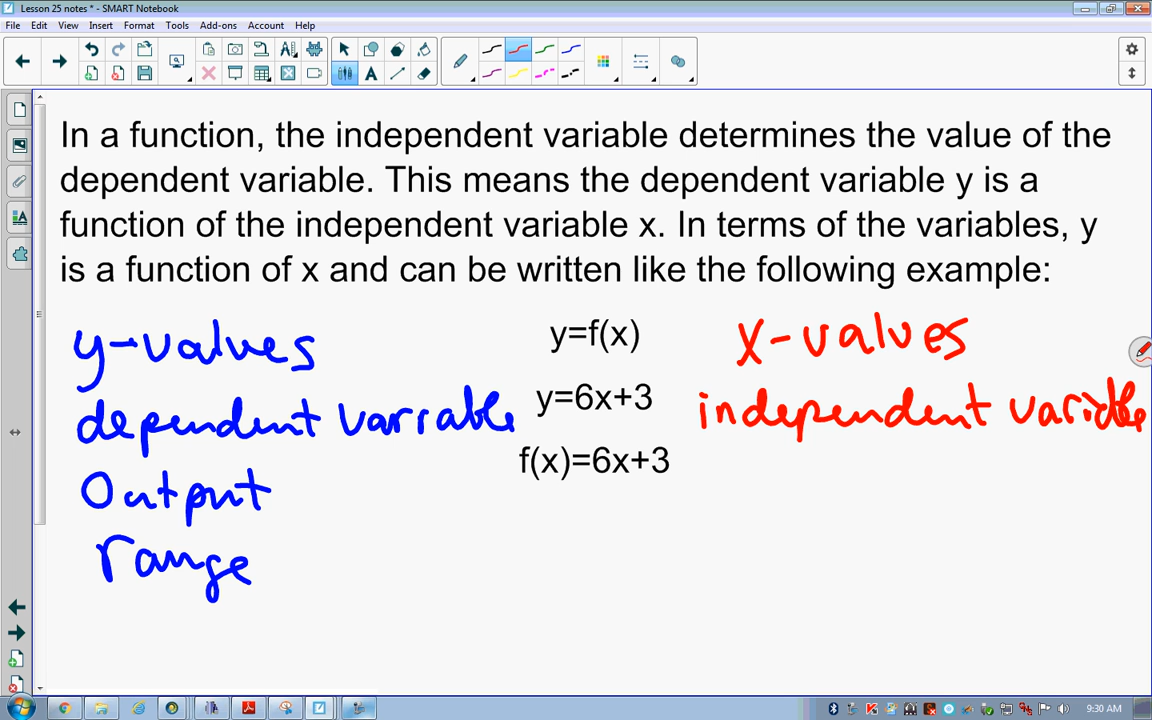 Lesson 25 notes * - SMART Notebook
File Edit View Insert Format Tools Add-ons Account Help
In a function, the independent variable determines the value of the
dependent variable. This means the dependent variable y is a
function of the independent variable x. In terms of the variables, y
is a function of x and can be written like the following example:
y-values y=f(x) x-values
dependent variable y=6x+3 independent variable
f(x)=6x+3
Output
range
9:30 AM